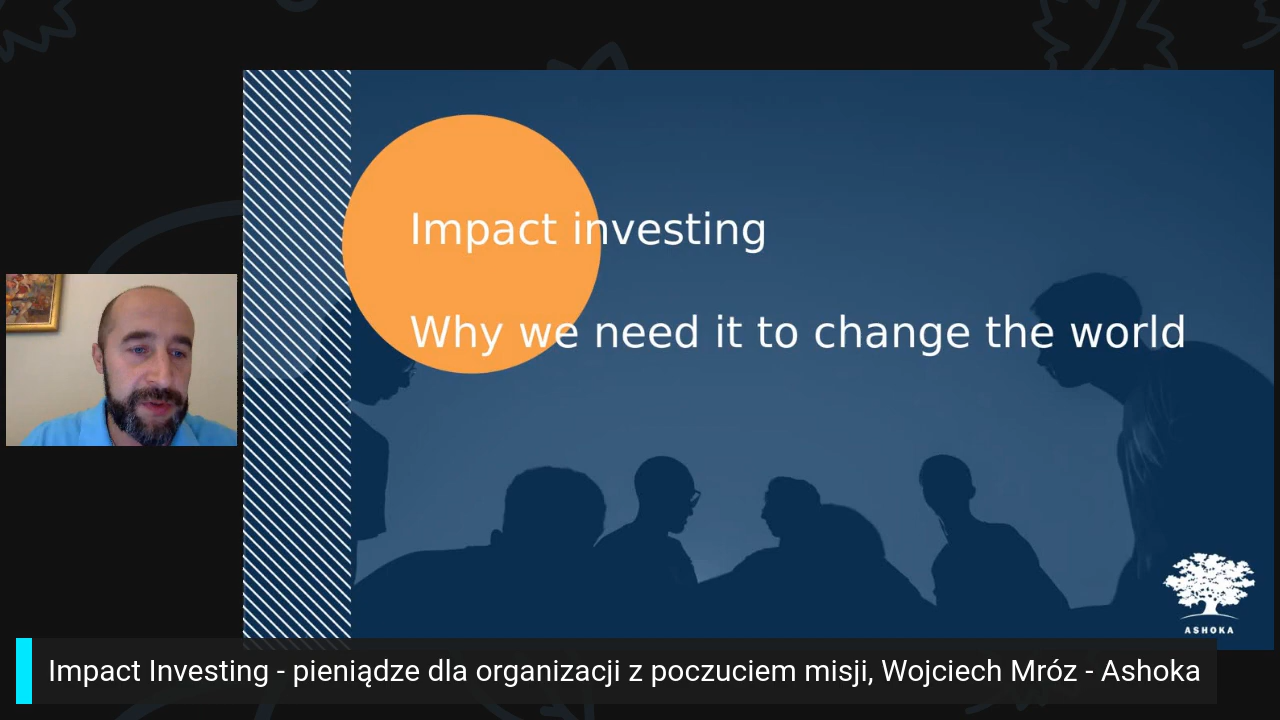 Impact investing
Why we need it to change the world
ASHOKA
Impact Investing - pieniądze dla organizacji z poczuciem misji, Wojciech Mróz - Ashoka